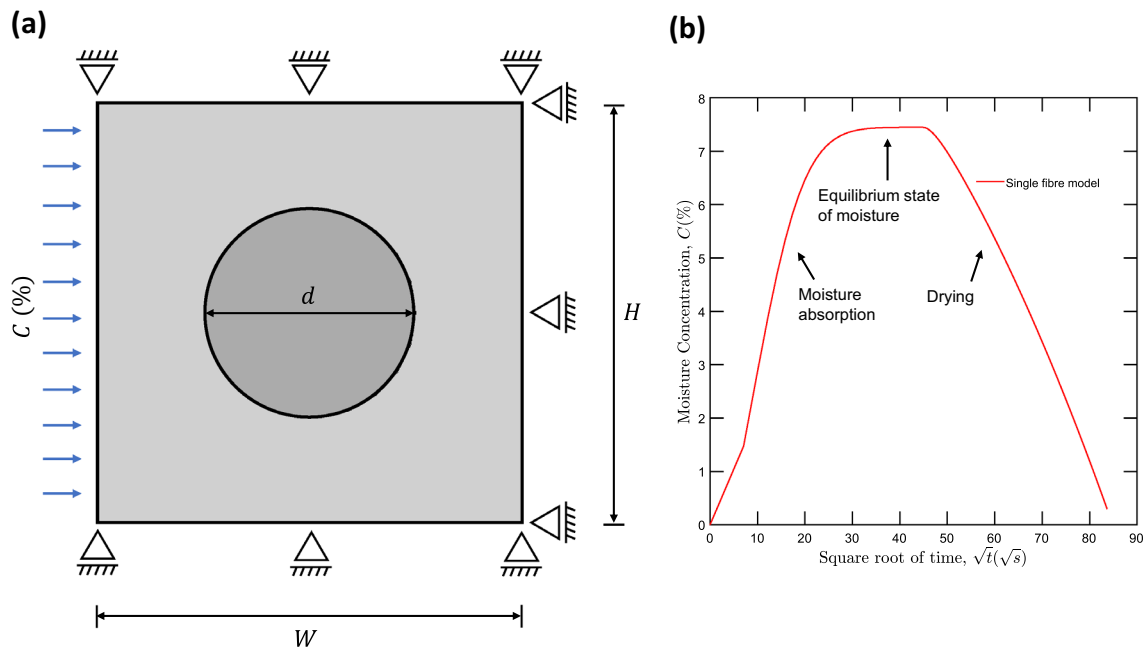 (a)
C (%)
d
H
W
(b)
8
7
6
5
4
3
2
1
0
Moisture Concentration, C(%)
Single fibre model
Equilibrium state
of moisture
Moisture
absorption
Drying
0 10 20 30 40 50 60 70 80 90
Square root of time, √t(√s)